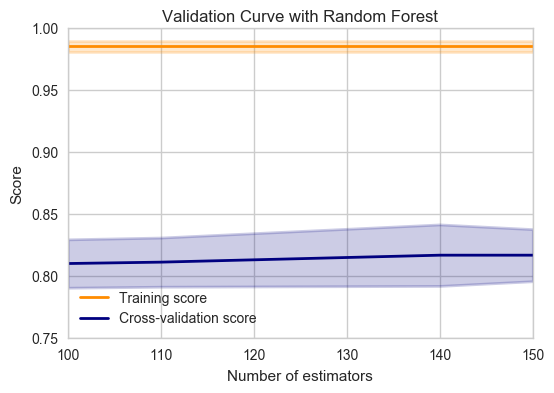 Validation Curve with Random Forest
1.00
0.95
0.90
0.85
0.80
0.75
Score
Training score
Cross-validation score
100 110 120 130 140 150
Number of estimators